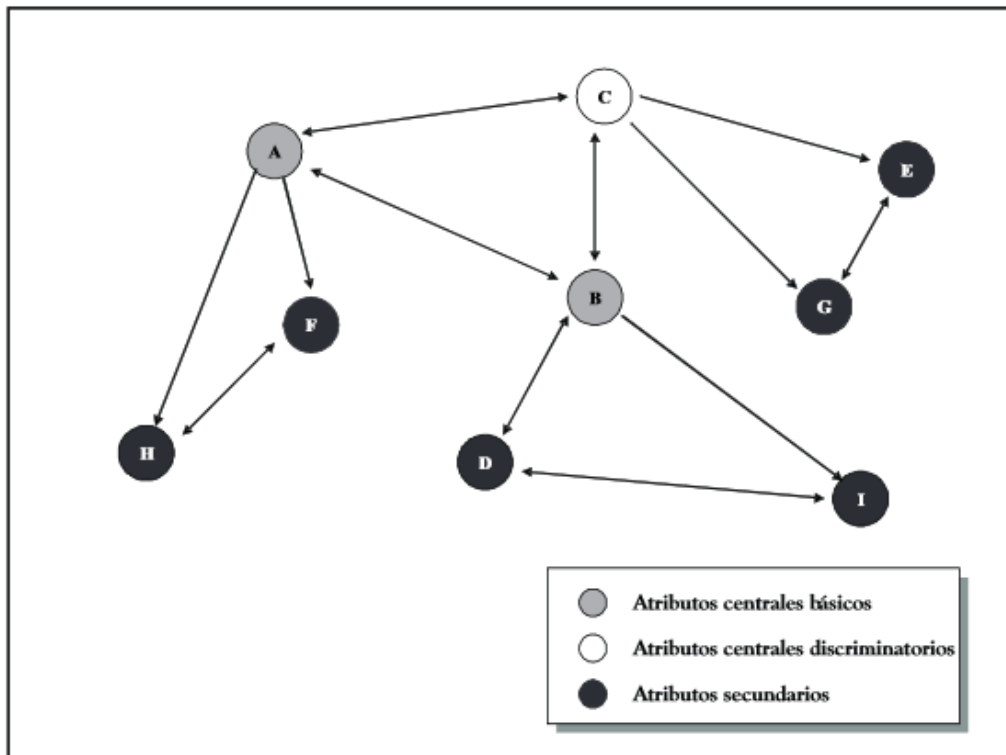 C
A
E
B
G
F
H
D
I
Atributos centrales básicos
Atributos centrales discriminatorios
Atributos secundarios